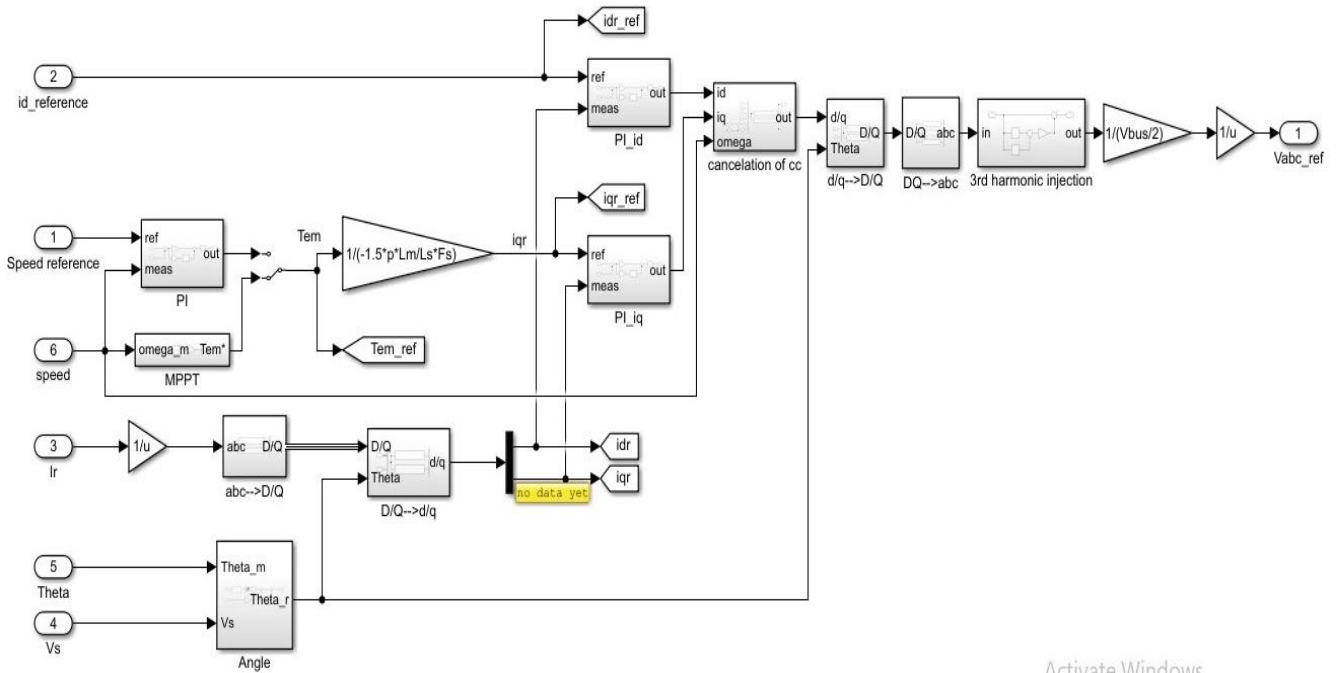 idr_ref
2
id_reference
ref
meas
out
PI_id
id
iq
omega
out
cancelation of cc
d/q
Theta
D/Q
d/q-->D/Q
D/Q
abc
DQ-->abc
in
out
3rd harmonic injection
1/(Vbus/2)
1/u
1
Vabc_ref
iqr_ref
1
Speed reference
ref
meas
out
PI
Tem
1/(-1.5*p*Lm/Ls*Fs)
iqr
ref
meas
out
PI_iq
6
speed
omega_m
Tem*
MPPT
Tem_ref
3
Ir
1/u
abc
D/Q
abc-->D/Q
D/Q
Theta
d/q
D/Q-->d/q
idr
iqr
no data yet
5
Theta
4
Vs
Theta_m
Vs
Theta_r
Angle
Activate Windows